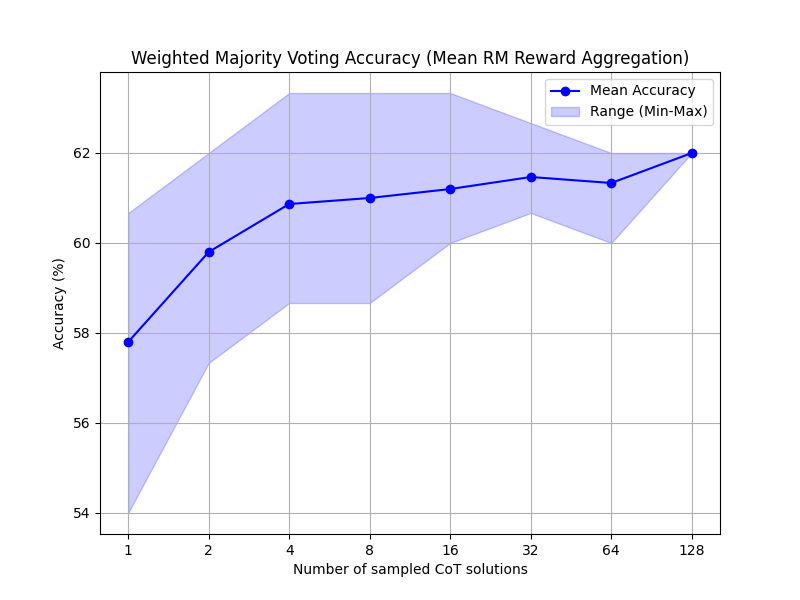 Weighted Majority Voting Accuracy (Mean RM Reward Aggregation)
Mean Accuracy
Range (Min-Max)
Accuracy (%)
62
60
58
56
54
1 2 4 8 16 32 64 128
Number of sampled CoT solutions